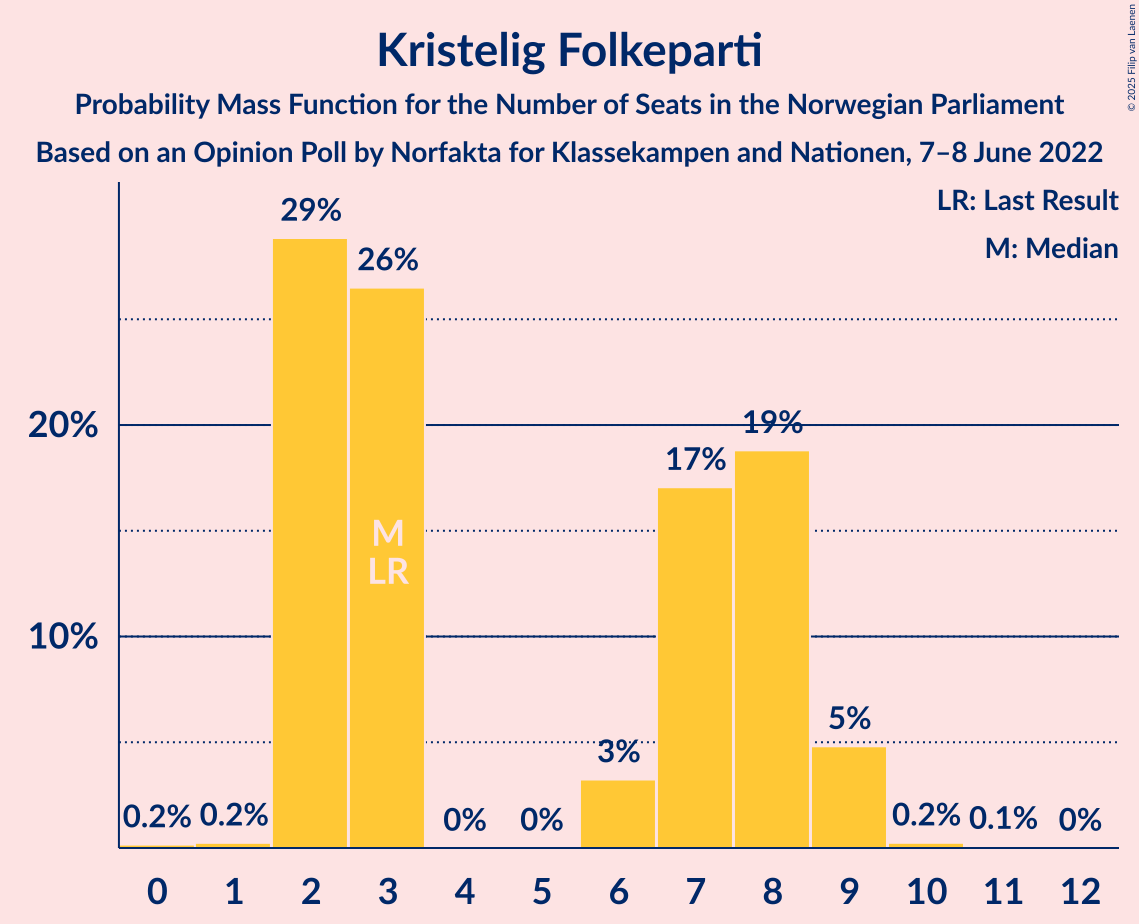 Kristelig Folkeparti
Probability Mass Function for the Number of Seats in the Norwegian Parliament
Based on an Opinion Poll by Norfakta for Klassekampen and Nationen, 7–8 June 2022
© 2025 Filip van Laenen
LR: Last Result
M: Median
29%
26%
20%
19%
17%
M
LR
10%
5%
3%
0.2% 0.2% 0% 0% 0.2% 0.1% 0%
0 1 2 3 4 5 6 7 8 9 10 11 12